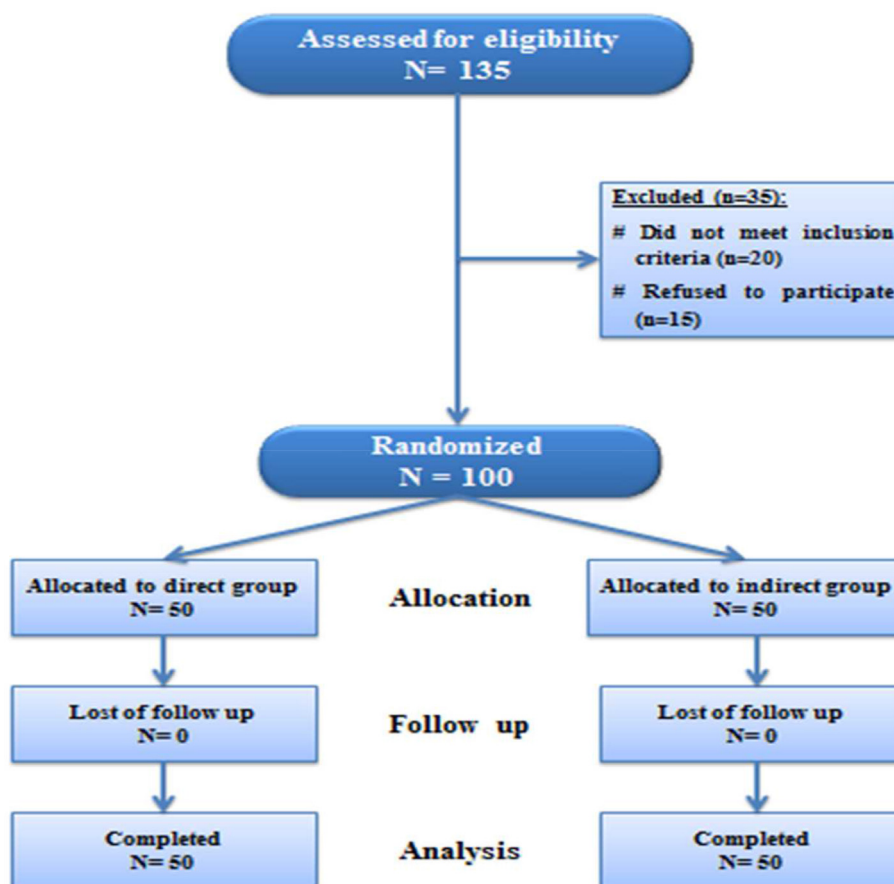 Assessed for eligibility
N= 135
Excluded (n=35):
# Did not meet inclusion
criteria (n=20)
# Refused to participate
(n=15)
Randomized
N = 100
Allocated to direct group
N= 50
Allocation
Allocated to indirect group
N= 50
Lost of follow up
N= 0
Follow up
Lost of follow up
N= 0
Completed
N= 50
Analysis
Completed
N= 50